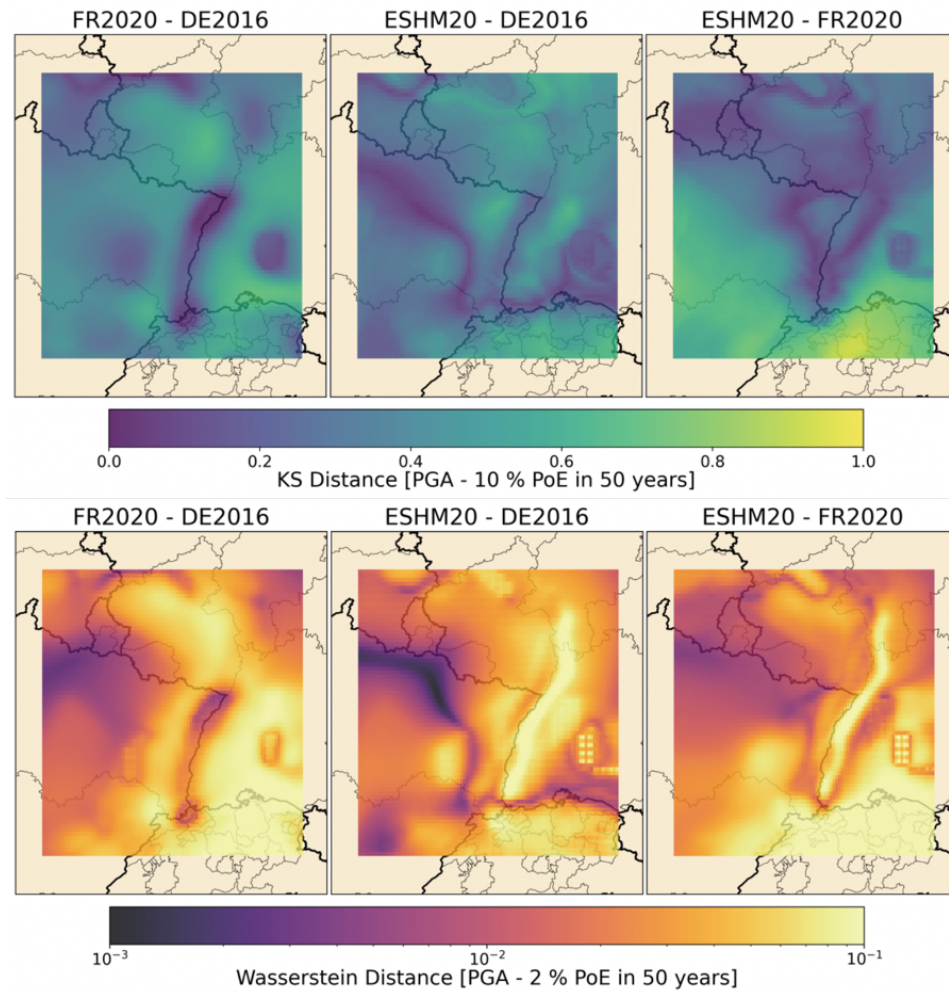 FR2020 - DE2016 ESHM20 - DE2016 ESHM20 - FR2020
0.0 0.2 0.4 0.6 0.8 1.0
KS Distance [PGA - 10 % PoE in 50 years]
FR2020 - DE2016 ESHM20 - DE2016 ESHM20 - FR2020
10⁻³ 10⁻² 10⁻¹
Wasserstein Distance [PGA - 2 % PoE in 50 years]